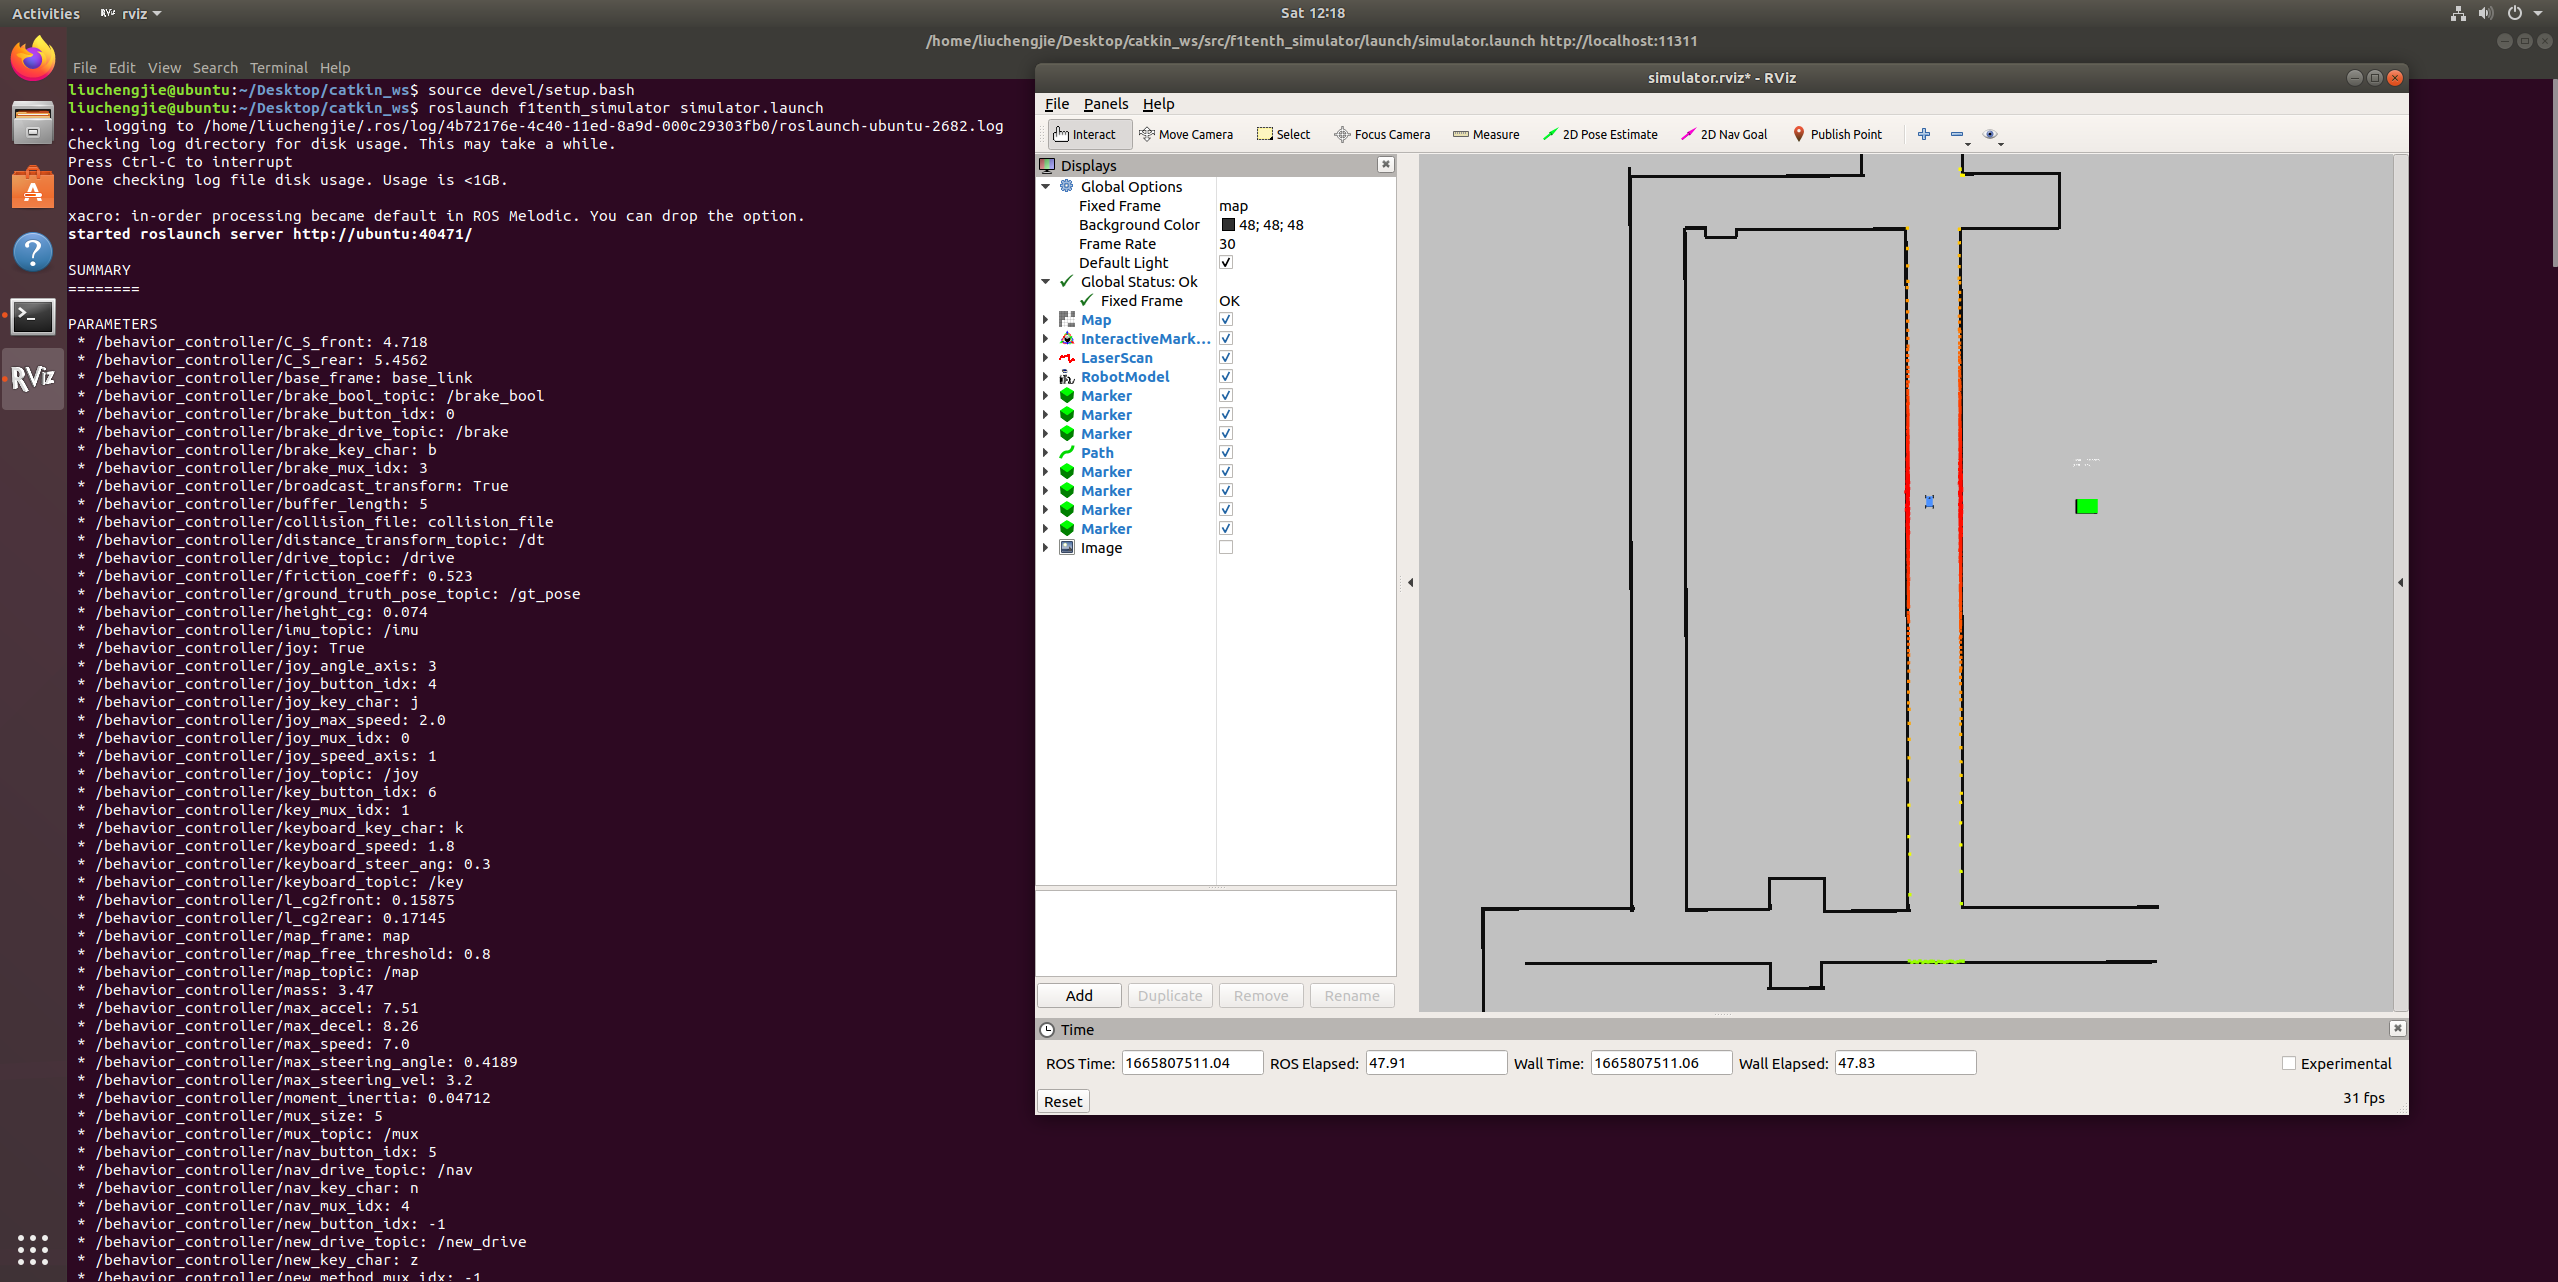 Activities
rviz
Sat 12:18
/home/liuchengjie/Desktop/catkin_ws/src/f1tenth_simulator/launch/simulator.launch http://localhost:11311
File Edit View Search Terminal Help
liuchengjie@ubuntu:~/Desktop/catkin_ws$ source devel/setup.bash
liuchengjie@ubuntu:~/Desktop/catkin_ws$ roslaunch f1tenth_simulator simulator.launch
... logging to /home/liuchengjie/.ros/log/4b72176e-4c40-11ed-8a9d-000c29303fb0/roslaunch-ubuntu-2682.log
Checking log directory for disk usage. This may take a while.
Press Ctrl-C to interrupt
Done checking log file disk usage. Usage is <1GB.
xacro: in-order processing became default in ROS Melodic. You can drop the option.
started roslaunch server http://ubuntu:40471/
SUMMARY
========
PARAMETERS
* /behavior_controller/C_S_front: 4.718
* /behavior_controller/C_S_rear: 5.4562
* /behavior_controller/base_frame: base_link
* /behavior_controller/brake_bool_topic: /brake_bool
* /behavior_controller/brake_button_idx: 0
* /behavior_controller/brake_drive_topic: /brake
* /behavior_controller/brake_key_char: b
* /behavior_controller/brake_mux_idx: 3
* /behavior_controller/broadcast_transform: True
* /behavior_controller/buffer_length: 5
* /behavior_controller/collision_file: collision_file
* /behavior_controller/distance_transform_topic: /dt
* /behavior_controller/drive_topic: /drive
* /behavior_controller/friction_coeff: 0.523
* /behavior_controller/ground_truth_pose_topic: /gt_pose
* /behavior_controller/height_cg: 0.074
* /behavior_controller/imu_topic: /imu
* /behavior_controller/joy: True
* /behavior_controller/joy_angle_axis: 3
* /behavior_controller/joy_button_idx: 4
* /behavior_controller/joy_key_char: j
* /behavior_controller/joy_max_speed: 2.0
* /behavior_controller/joy_mux_idx: 0
* /behavior_controller/joy_speed_axis: 1
* /behavior_controller/joy_topic: /joy
* /behavior_controller/key_button_idx: 6
* /behavior_controller/key_mux_idx: 1
* /behavior_controller/keyboard_key_char: k
* /behavior_controller/keyboard_speed: 1.8
* /behavior_controller/keyboard_steer_ang: 0.3
* /behavior_controller/keyboard_topic: /key
* /behavior_controller/l_cg2front: 0.15875
* /behavior_controller/l_cg2rear: 0.17145
* /behavior_controller/map_frame: map
* /behavior_controller/map_free_threshold: 0.8
* /behavior_controller/map_topic: /map
* /behavior_controller/mass: 3.47
* /behavior_controller/max_accel: 7.51
* /behavior_controller/max_decel: 8.26
* /behavior_controller/max_speed: 7.0
* /behavior_controller/max_steering_angle: 0.4189
* /behavior_controller/max_steering_vel: 3.2
* /behavior_controller/moment_inertia: 0.04712
* /behavior_controller/mux_size: 5
* /behavior_controller/mux_topic: /mux
* /behavior_controller/nav_button_idx: 5
* /behavior_controller/nav_drive_topic: /nav
* /behavior_controller/nav_key_char: n
* /behavior_controller/nav_mux_idx: 4
* /behavior_controller/new_button_idx: -1
* /behavior_controller/new_drive_topic: /new_drive
* /behavior_controller/new_key_char: z
* /behavior_controller/new_method_mux_idx: -1
RViz
simulator.rviz* - RViz
File Panels Help
Interact Move Camera Select Focus Camera Measure 2D Pose Estimate 2D Nav Goal Publish Point
Displays
Global Options
Fixed Frame map
Background Color 48; 48; 48
Frame Rate 30
Default Light
Global Status: Ok
Fixed Frame OK
Map
InteractiveMark...
LaserScan
RobotModel
Marker
Marker
Marker
Path
Marker
Marker
Marker
Marker
Image
Add Duplicate Remove Rename
Time
ROS Time: 1665807511.04 ROS Elapsed: 47.91 Wall Time: 1665807511.06 Wall Elapsed: 47.83 Experimental
Reset
31 fps